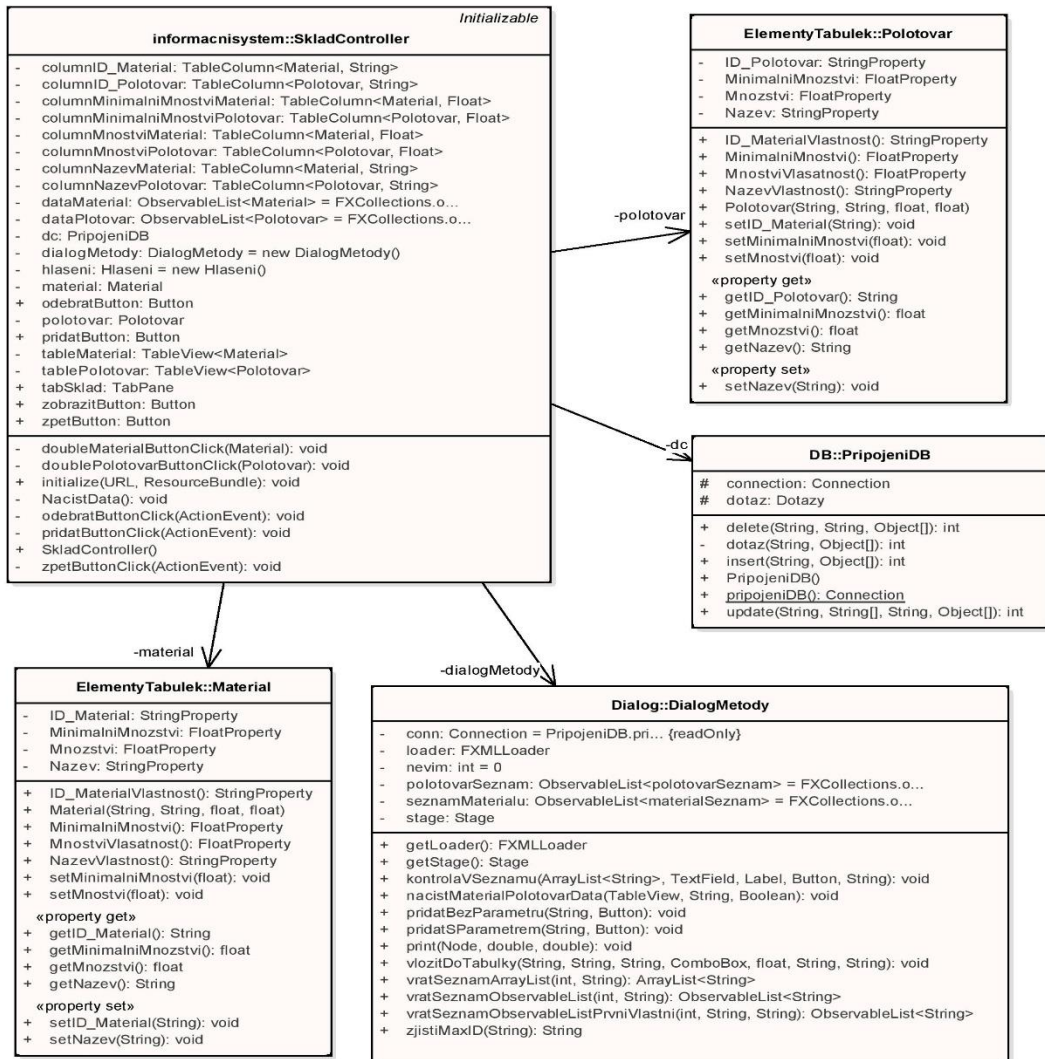 Initializable
informacnisystem::SkladController
- columnID_Material: TableColumn<Material, String>
- columnID_Polotovar: TableColumn<Polotovar, String>
- columnMinimalniMnostviMaterial: TableColumn<Material, Float>
- columnMinimalniMnostviPolotovar: TableColumn<Polotovar, Float>
- columnMnostviMaterial: TableColumn<Material, Float>
- columnMnostviPolotovar: TableColumn<Polotovar, Float>
- columnNazevMaterial: TableColumn<Material, String>
- columnNazevPolotovar: TableColumn<Polotovar, String>
- dataMaterial: ObservableList<Material> = FXCollections.o...
- dataPlotovar: ObservableList<Polotovar> = FXCollections.o...
- dc: PripojeniDB
- dialogMetody: DialogMetody = new DialogMetody()
- hlaseni: Hlaseni = new Hlaseni()
- material: Material
+ odebratButton: Button
- polotovar: Polotovar
+ pridatButton: Button
- tableMaterial: TableView<Material>
- tablePolotovar: TableView<Polotovar>
+ tabSklad: TabPane
+ zobrazitButton: Button
+ zpetButton: Button
- doubleMaterialButtonClick(Material): void
- doublePolotovarButtonClick(Polotovar): void
+ initialize(URL, ResourceBundle): void
- NacistData(): void
- odebratButtonClick(ActionEvent): void
- pridatButtonClick(ActionEvent): void
+ SkladController()
- zpetButtonClick(ActionEvent): void
-polotovar
ElementyTabulek::Polotovar
- ID_Polotovar: StringProperty
- MinimalniMnozstvi: FloatProperty
- Mnozstvi: FloatProperty
- Nazev: StringProperty
+ ID_MaterialVlastnost(): StringProperty
+ MinimalniMnostvi(): FloatProperty
+ MnostviVlasatnost(): FloatProperty
+ NazevVlastnost(): StringProperty
+ Polotovar(String, String, float, float)
+ setID_Material(String): void
+ setMinimalniMnostvi(float): void
+ setMnostvi(float): void
«property get»
+ getID_Polotovar(): String
+ getMinimalniMnozstvi(): float
+ getMnozstvi(): float
+ getNazev(): String
«property set»
+ setNazev(String): void
-dc
DB::PripojeniDB
# connection: Connection
# dotaz: Dotazy
+ delete(String, String, Object[]): int
- dotaz(String, Object[]): int
+ insert(String, Object[]): int
+ PripojeniDB()
+ pripojeniDB(): Connection
+ update(String, String[], String, Object[]): int
-material
ElementyTabulek::Material
- ID_Material: StringProperty
- MinimalniMnozstvi: FloatProperty
- Mnozstvi: FloatProperty
- Nazev: StringProperty
+ ID_MaterialVlastnost(): StringProperty
+ Material(String, String, float, float)
+ MinimalniMnostvi(): FloatProperty
+ MnostviVlasatnost(): FloatProperty
+ NazevVlastnost(): StringProperty
+ setMinimalniMnostvi(float): void
+ setMnostvi(float): void
«property get»
+ getID_Material(): String
+ getMinimalniMnozstvi(): float
+ getMnozstvi(): float
+ getNazev(): String
«property set»
+ setID_Material(String): void
+ setNazev(String): void
-dialogMetody
Dialog::DialogMetody
- conn: Connection = PripojeniDB.pri... {readOnly}
- loader: FXMLLoader
- nevim: int = 0
- polotovarSeznam: ObservableList<polotovarSeznam> = FXCollections.o...
- seznamMaterialu: ObservableList<materialSeznam> = FXCollections.o...
- stage: Stage
+ getLoader(): FXMLLoader
+ getStage(): Stage
+ kontrolaVSeznamu(ArrayList<String>, TextField, Label, Button, String): void
+ nacistMaterialPolotovarData(TableView, String, Boolean): void
+ pridatBezParametru(String, Button): void
+ pridatSParametrem(String, Button): void
+ print(Node, double, double): void
+ vlozitDoTabulky(String, String, String, ComboBox, float, String, String): void
+ vratSeznamArrayList(int, String): ArrayList<String>
+ vratSeznamObservableList(int, String): ObservableList<String>
+ vratSeznamObservableListPrvniVlastni(int, String, String): ObservableList<String>
+ zjistiMaxID(String): String